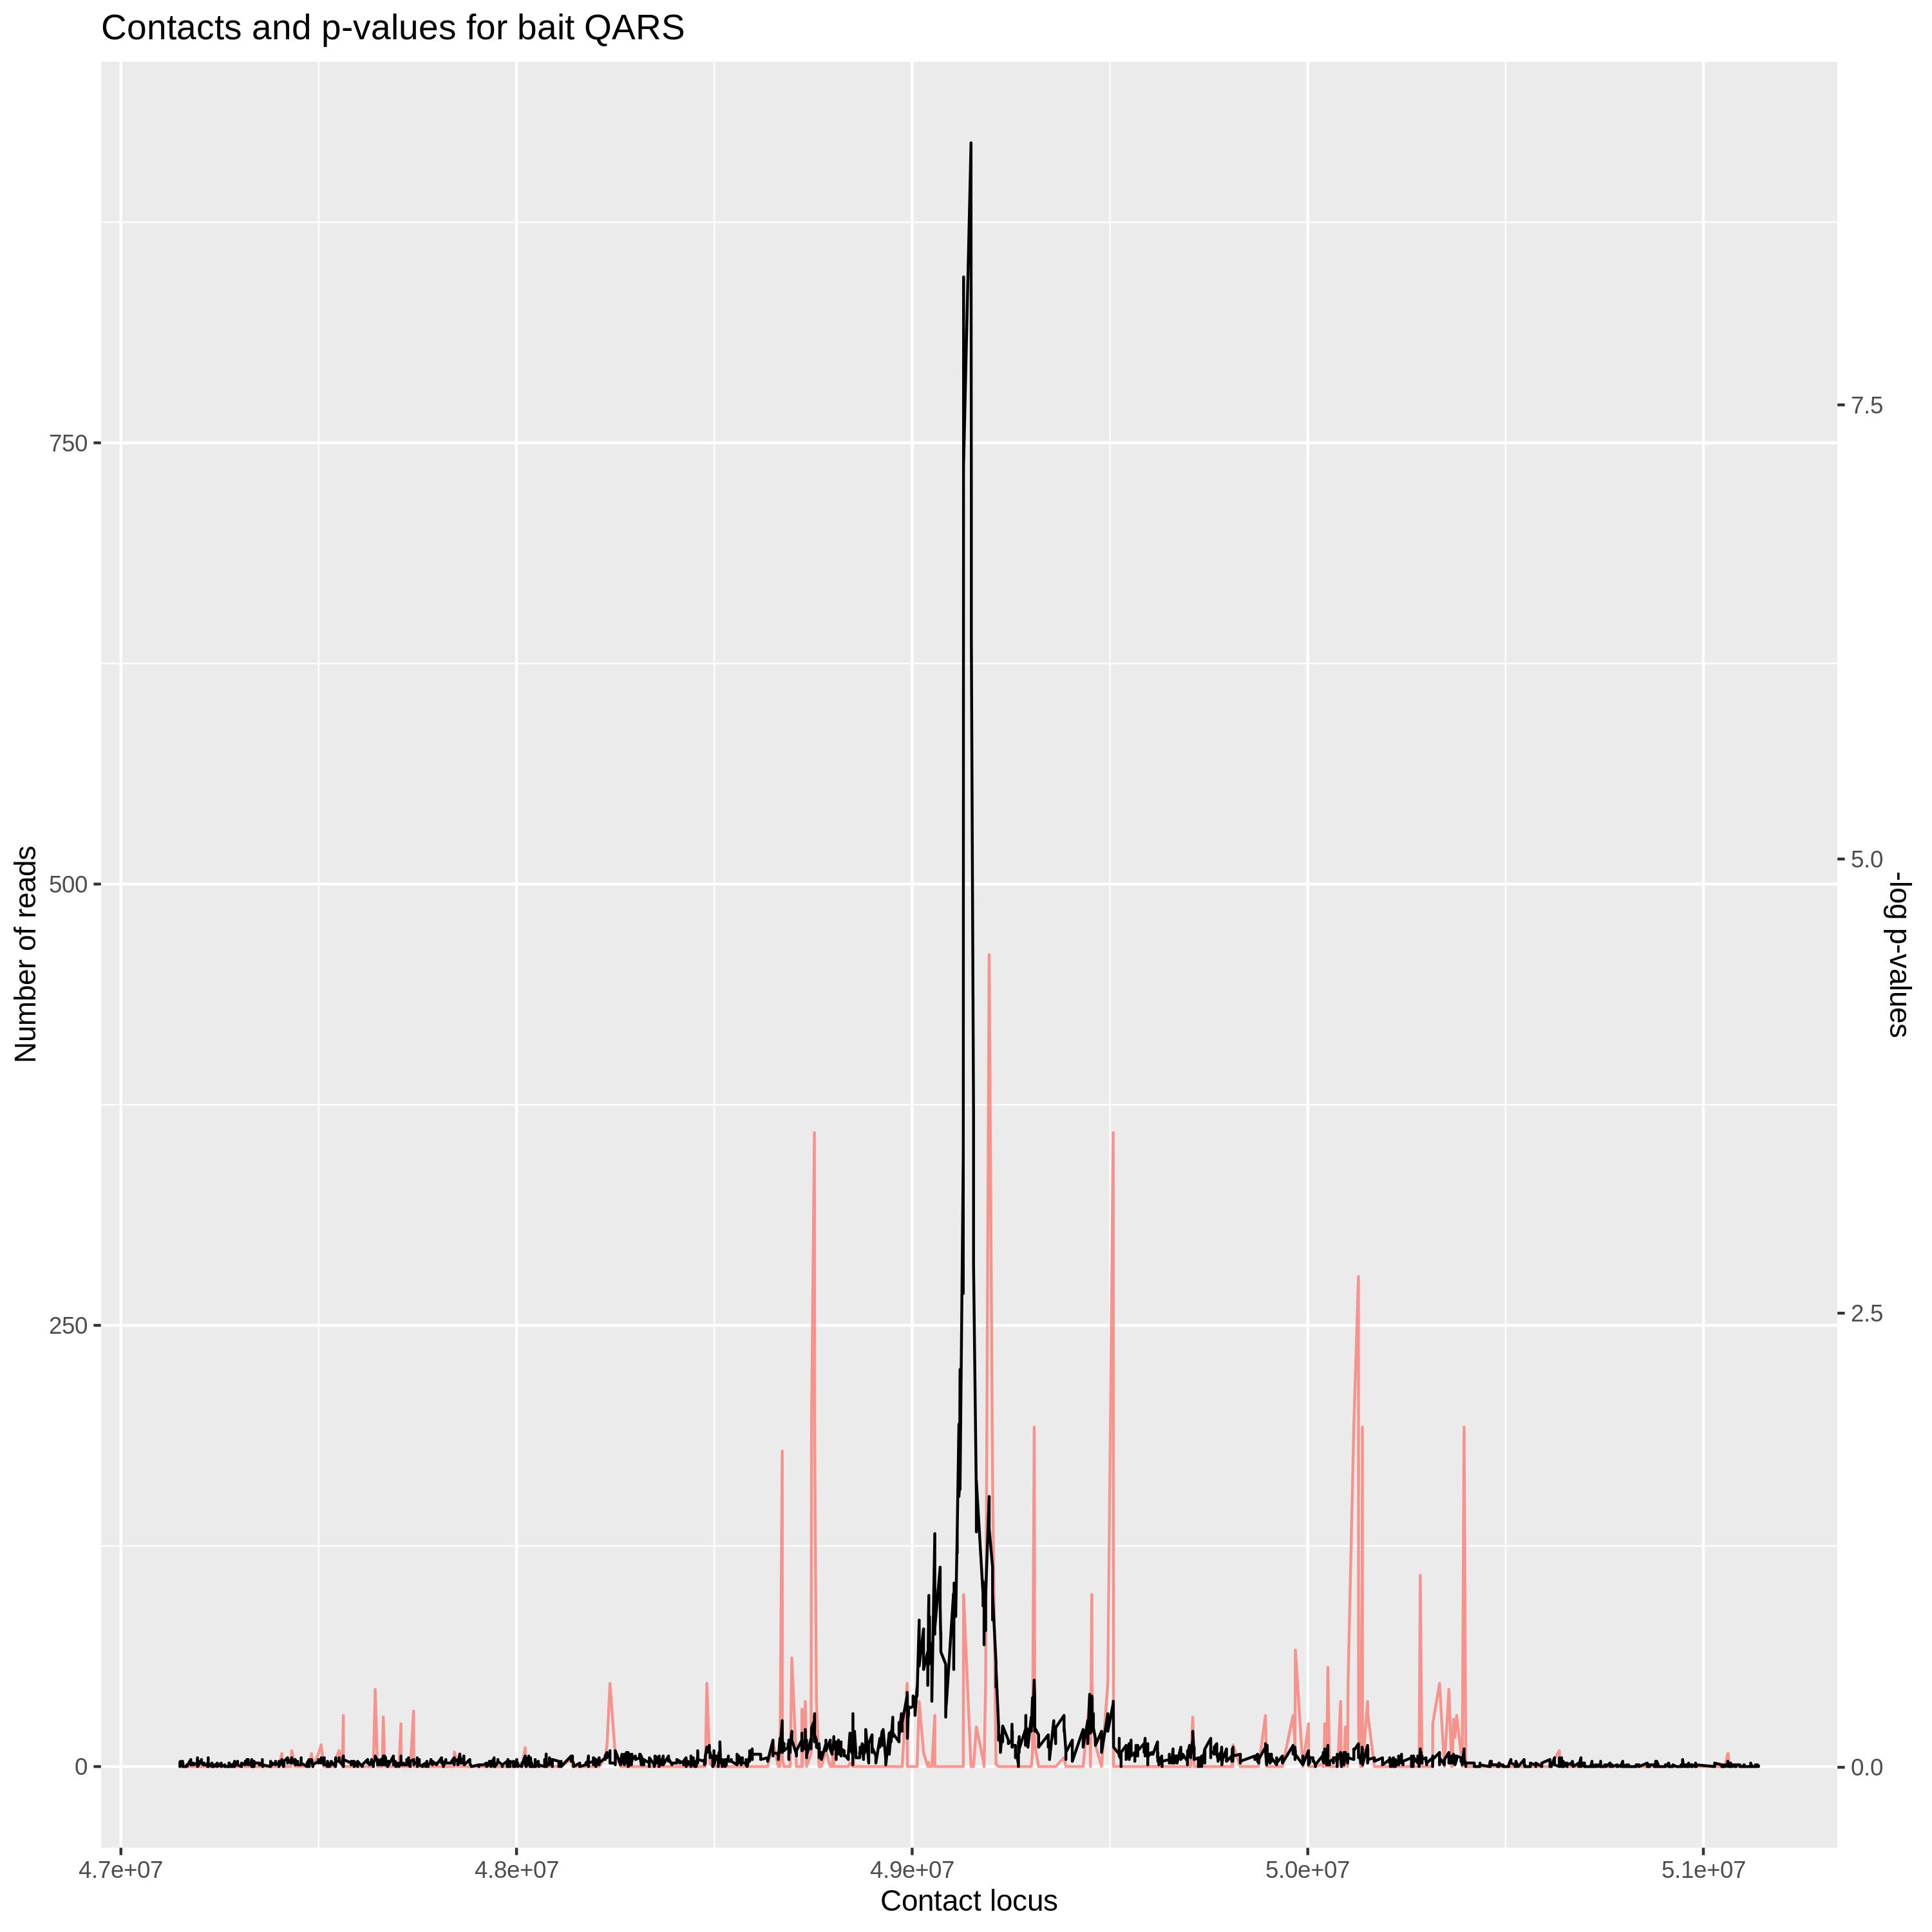 Contacts and p-values for bait QARS
750
500
250
0
Number of reads
7.5
5.0
2.5
0.0
-log p-values
4.7e+07
4.8e+07
4.9e+07
5.0e+07
5.1e+07
Contact locus